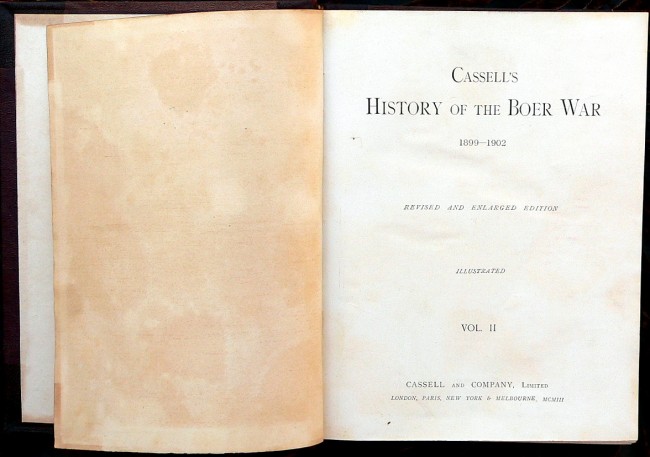 CASSELL'S
HISTORY OF THE BOER WAR
1899—1902
REVISED AND ENLARGED EDITION
ILLUSTRATED
VOL. II
CASSELL AND COMPANY, LIMITED
LONDON, PARIS, NEW YORK & MELBOURNE, MCMIII